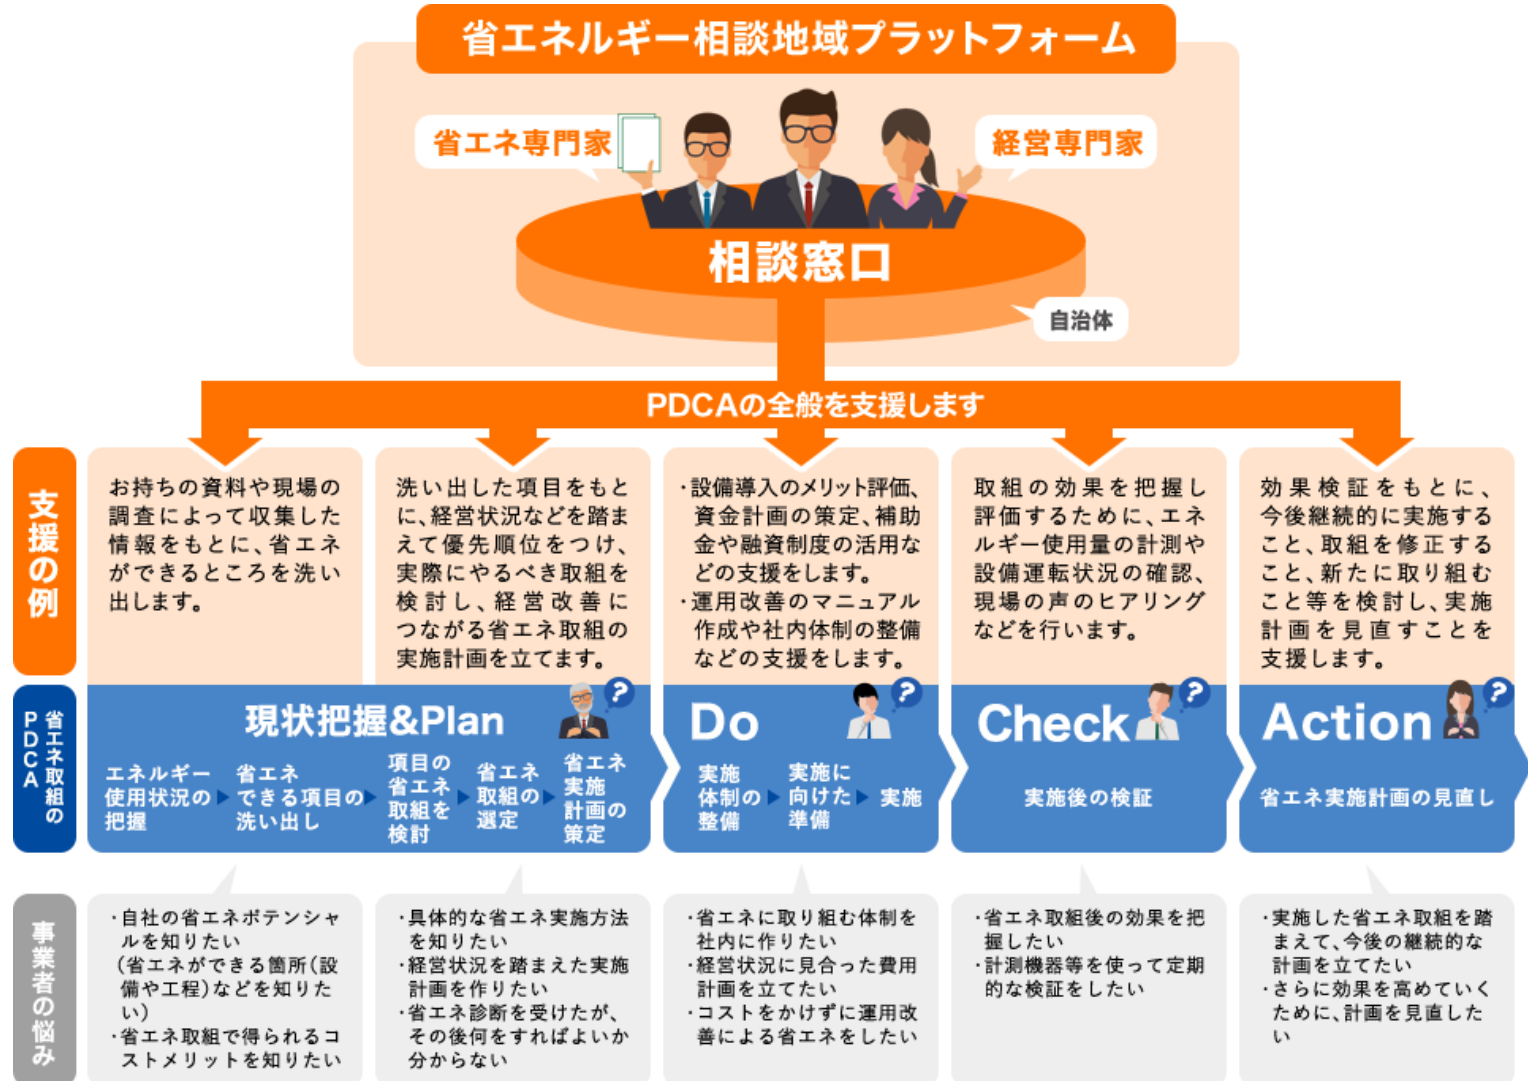 省エネルギー相談地域プラットフォーム
省エネ専門家
経営専門家
相談窓口
自治体
PDCAの全般を支援します
支援の例
お持ちの資料や現場の
調査によって収集した
情報をもとに、省エネ
ができるところを洗い
出します。
洗い出した項目をもと
に、経営状況などを踏ま
えて優先順位をつけ、
実際にやるべき取組を
検討し、経営改善に
つながる省エネ取組の
実施計画を立てます。
・設備導入のメリット評価、
資金計画の策定、補助
金や融資制度の活用な
どの支援をします。
・運用改善のマニュアル
作成や社内体制の整備
などの支援をします。
取組の効果を把握し
評価するために、エネ
ルギー使用量の計測や
設備運転状況の確認、
現場の声のヒアリング
などを行います。
効果検証をもとに、
今後継続的に実施する
こと、取組を修正する
こと、新たに取り組む
こと等を検討し、実施
計画を見直すことを
支援します。
省エネ取組の
PDCA
現状把握&Plan
?
エネルギー
使用状況の
把握
省エネ
できる項目の
洗い出し
項目の
省エネ
取組を
検討
省エネ
取組の
選定
省エネ
実施
計画の
策定
Do
?
実施
体制の
整備
実施に
向けた
準備
実施
Check
?
実施後の検証
Action
?
省エネ実施計画の見直し
事業者の悩み
・自社の省エネポテンシャ
ルを知りたい
(省エネができる箇所(設
備や工程)などを知りた
い)
・省エネ取組で得られるコ
ストメリットを知りたい
・具体的な省エネ実施方法
を知りたい
・経営状況を踏まえた実施
計画を作りたい
・省エネ診断を受けたが、
その後何をすればよいか
分からない
・省エネに取り組む体制を
社内に作りたい
・経営状況に見合った費用
計画を立てたい
・コストをかけずに運用改
善による省エネをしたい
・省エネ取組後の効果を把
握したい
・計測機器等を使って定期
的な検証をしたい
・実施した省エネ取組を踏
まえて、今後の継続的な
計画を立てたい
・さらに効果を高めていく
ために、計画を見直した
い